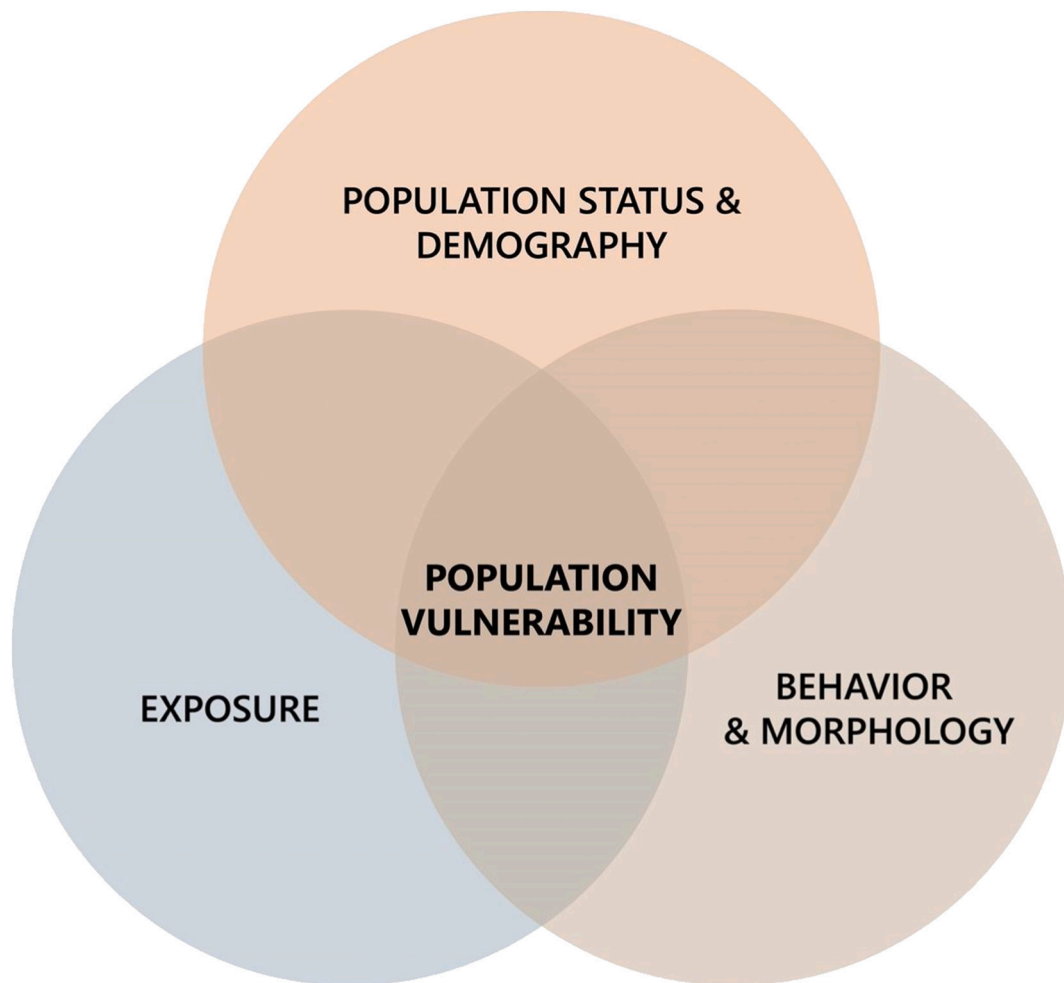 POPULATION STATUS &
DEMOGRAPHY
POPULATION
VULNERABILITY
EXPOSURE
BEHAVIOR
& MORPHOLOGY